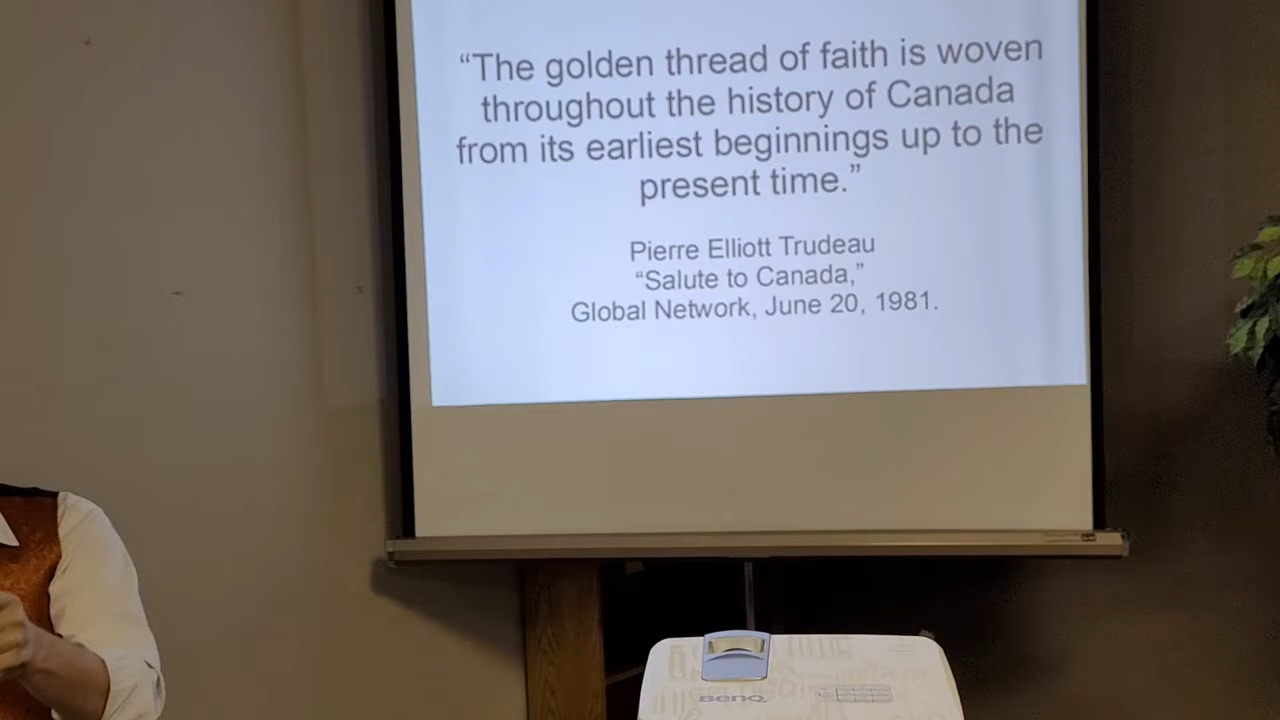 “The golden thread of faith is woven
throughout the history of Canada
from its earliest beginnings up to the
present time.”
Pierre Elliott Trudeau
“Salute to Canada,”
Global Network, June 20, 1981.
BenQ